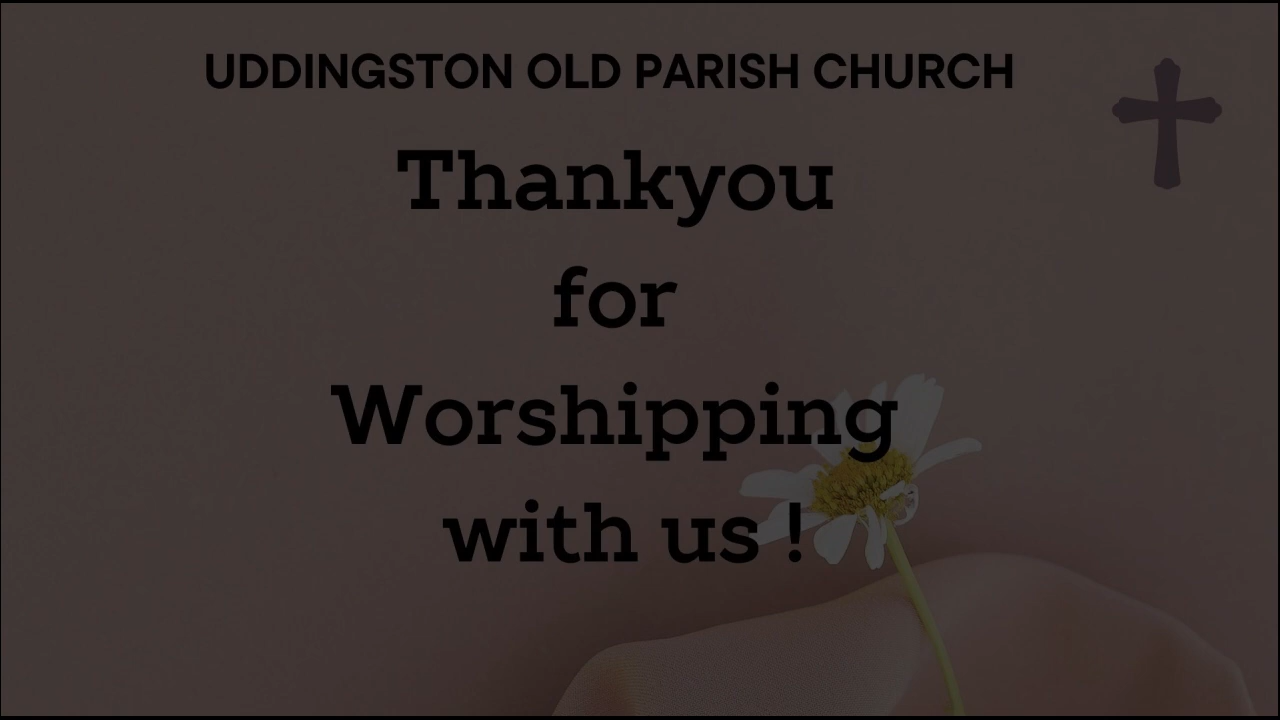 UDDINGSTON OLD PARISH CHURCH
Thankyou
for
Worshipping
with us !